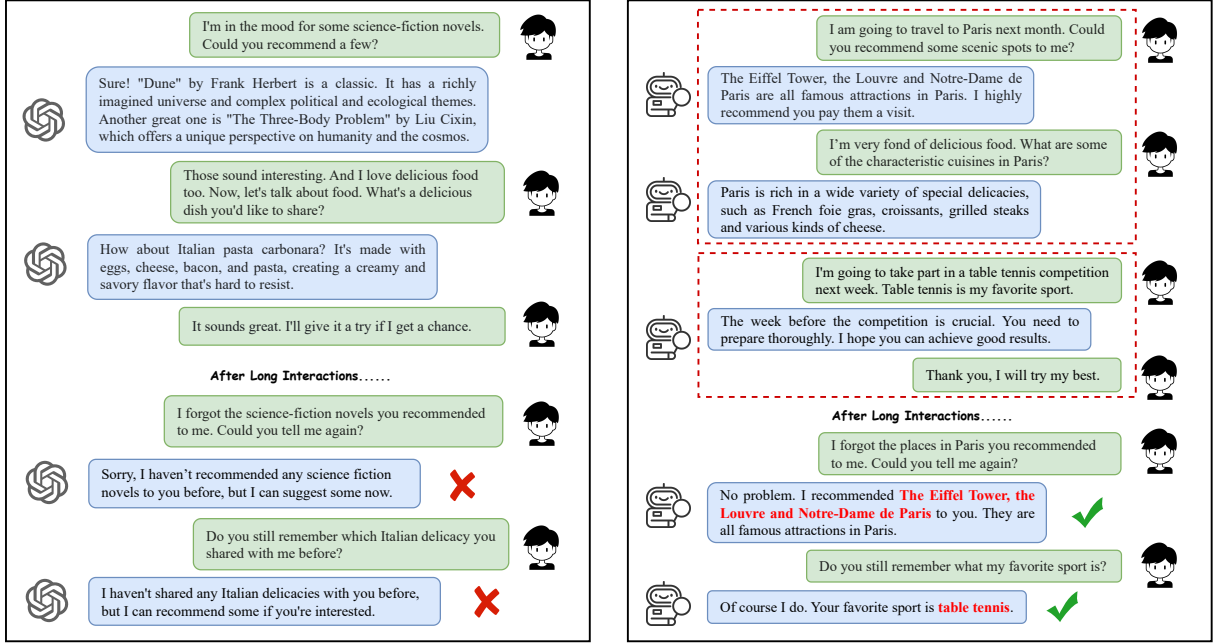 I'm in the mood for some science-fiction novels.
Could you recommend a few?
Sure! "Dune" by Frank Herbert is a classic. It has a richly
imagined universe and complex political and ecological themes.
Another great one is "The Three-Body Problem" by Liu Cixin,
which offers a unique perspective on humanity and the cosmos.
Those sound interesting. And I love delicious food
too. Now, let's talk about food. What's a delicious
dish you'd like to share?
How about Italian pasta carbonara? It's made with
eggs, cheese, bacon, and pasta, creating a creamy and
savory flavor that's hard to resist.
It sounds great. I'll give it a try if I get a chance.
After Long Interactions......
I forgot the science-fiction novels you recommended
to me. Could you tell me again?
Sorry, I haven't recommended any science fiction
novels to you before, but I can suggest some now.
Do you still remember which Italian delicacy you
shared with me before?
I haven't shared any Italian delicacies with you before,
but I can recommend some if you're interested.
I am going to travel to Paris next month. Could
you recommend some scenic spots to me?
The Eiffel Tower, the Louvre and Notre-Dame de
Paris are all famous attractions in Paris. I highly
recommend you pay them a visit.
I'm very fond of delicious food. What are some
of the characteristic cuisines in Paris?
Paris is rich in a wide variety of special delicacies,
such as French foie gras, croissants, grilled steaks
and various kinds of cheese.
I'm going to take part in a table tennis competition
next week. Table tennis is my favorite sport.
The week before the competition is crucial. You need to
prepare thoroughly. I hope you can achieve good results.
Thank you, I will try my best.
After Long Interactions......
I forgot the places in Paris you recommended
to me. Could you tell me again?
No problem. I recommended The Eiffel Tower, the
Louvre and Notre-Dame de Paris to you. They are
all famous attractions in Paris.
Do you still remember what my favorite sport is?
Of course I do. Your favorite sport is table tennis.